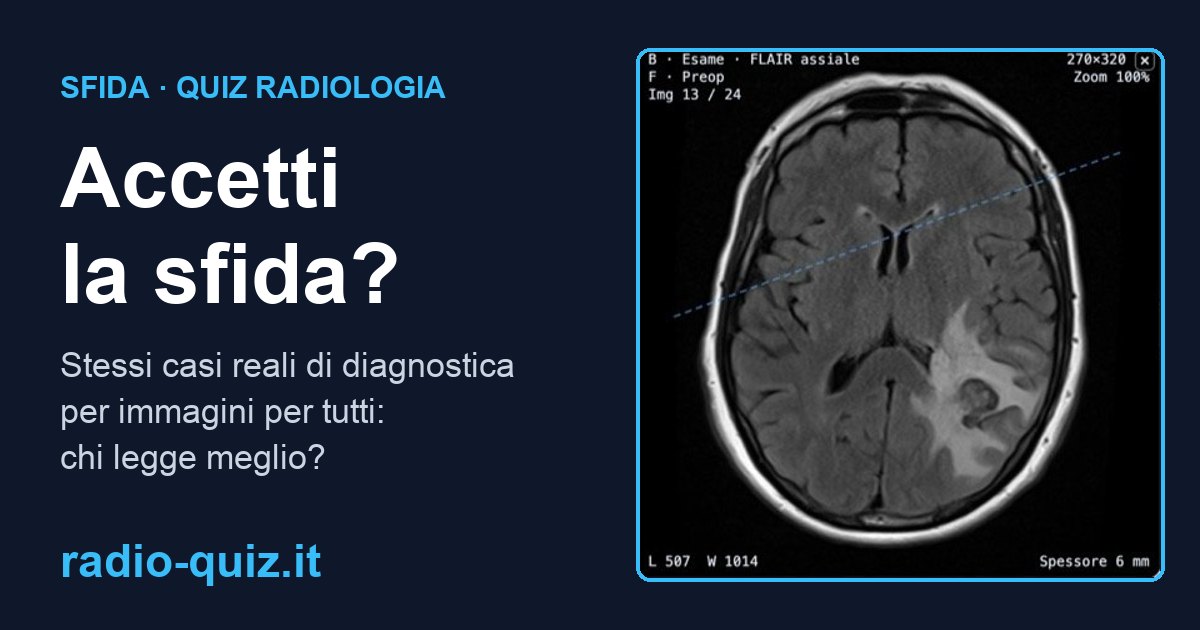 SFIDA · QUIZ RADIOLOGIA
Accetti
la sfida?
Stessi casi reali di diagnostica
per immagini per tutti:
chi legge meglio?
radio-quiz.it
B · Esame · FLAIR assiale
F · Preop
Img 13 / 24
270×320 ×
Zoom 100%
L 507 W 1014
Spessore 6 mm